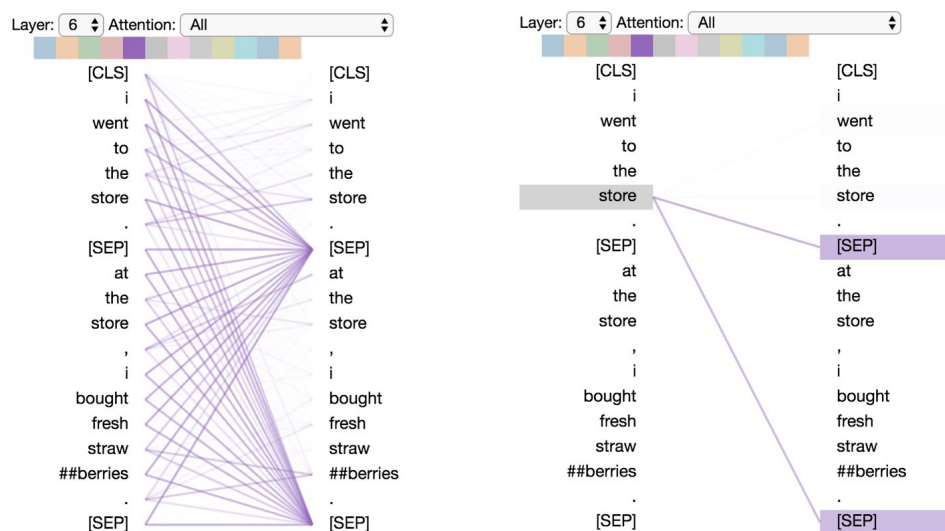 Layer: 6 Attention: All
[CLS] [CLS]
i i
went went
to to
the the
store store
. .
[SEP] [SEP]
at at
the the
store store
, ,
i i
bought bought
fresh fresh
straw straw
##berries ##berries
. .
[SEP] [SEP]
Layer: 6 Attention: All
[CLS] [CLS]
i i
went went
to to
the the
store store
. .
[SEP] [SEP]
at at
the the
store store
, ,
i i
bought bought
fresh fresh
straw straw
##berries ##berries
. .
[SEP] [SEP]